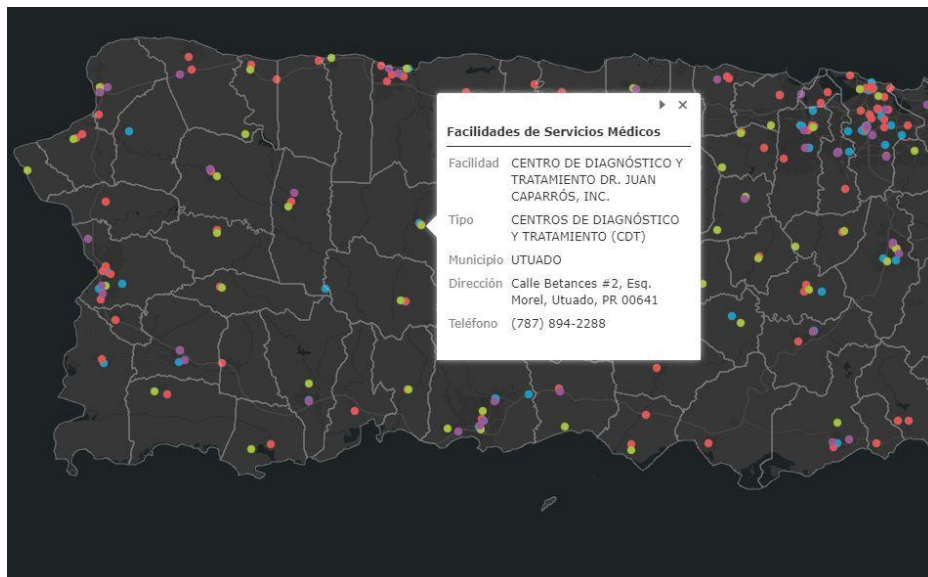 Facilidades de Servicios Médicos
Facilidad CENTRO DE DIAGNÓSTICO Y
TRATAMIENTO DR. JUAN
CAPARRÓS, INC.
Tipo CENTROS DE DIAGNÓSTICO
Y TRATAMIENTO (CDT)
Municipio UTUADO
Dirección Calle Betances #2, Esq.
Morel, Utuado, PR 00641
Teléfono (787) 894-2288